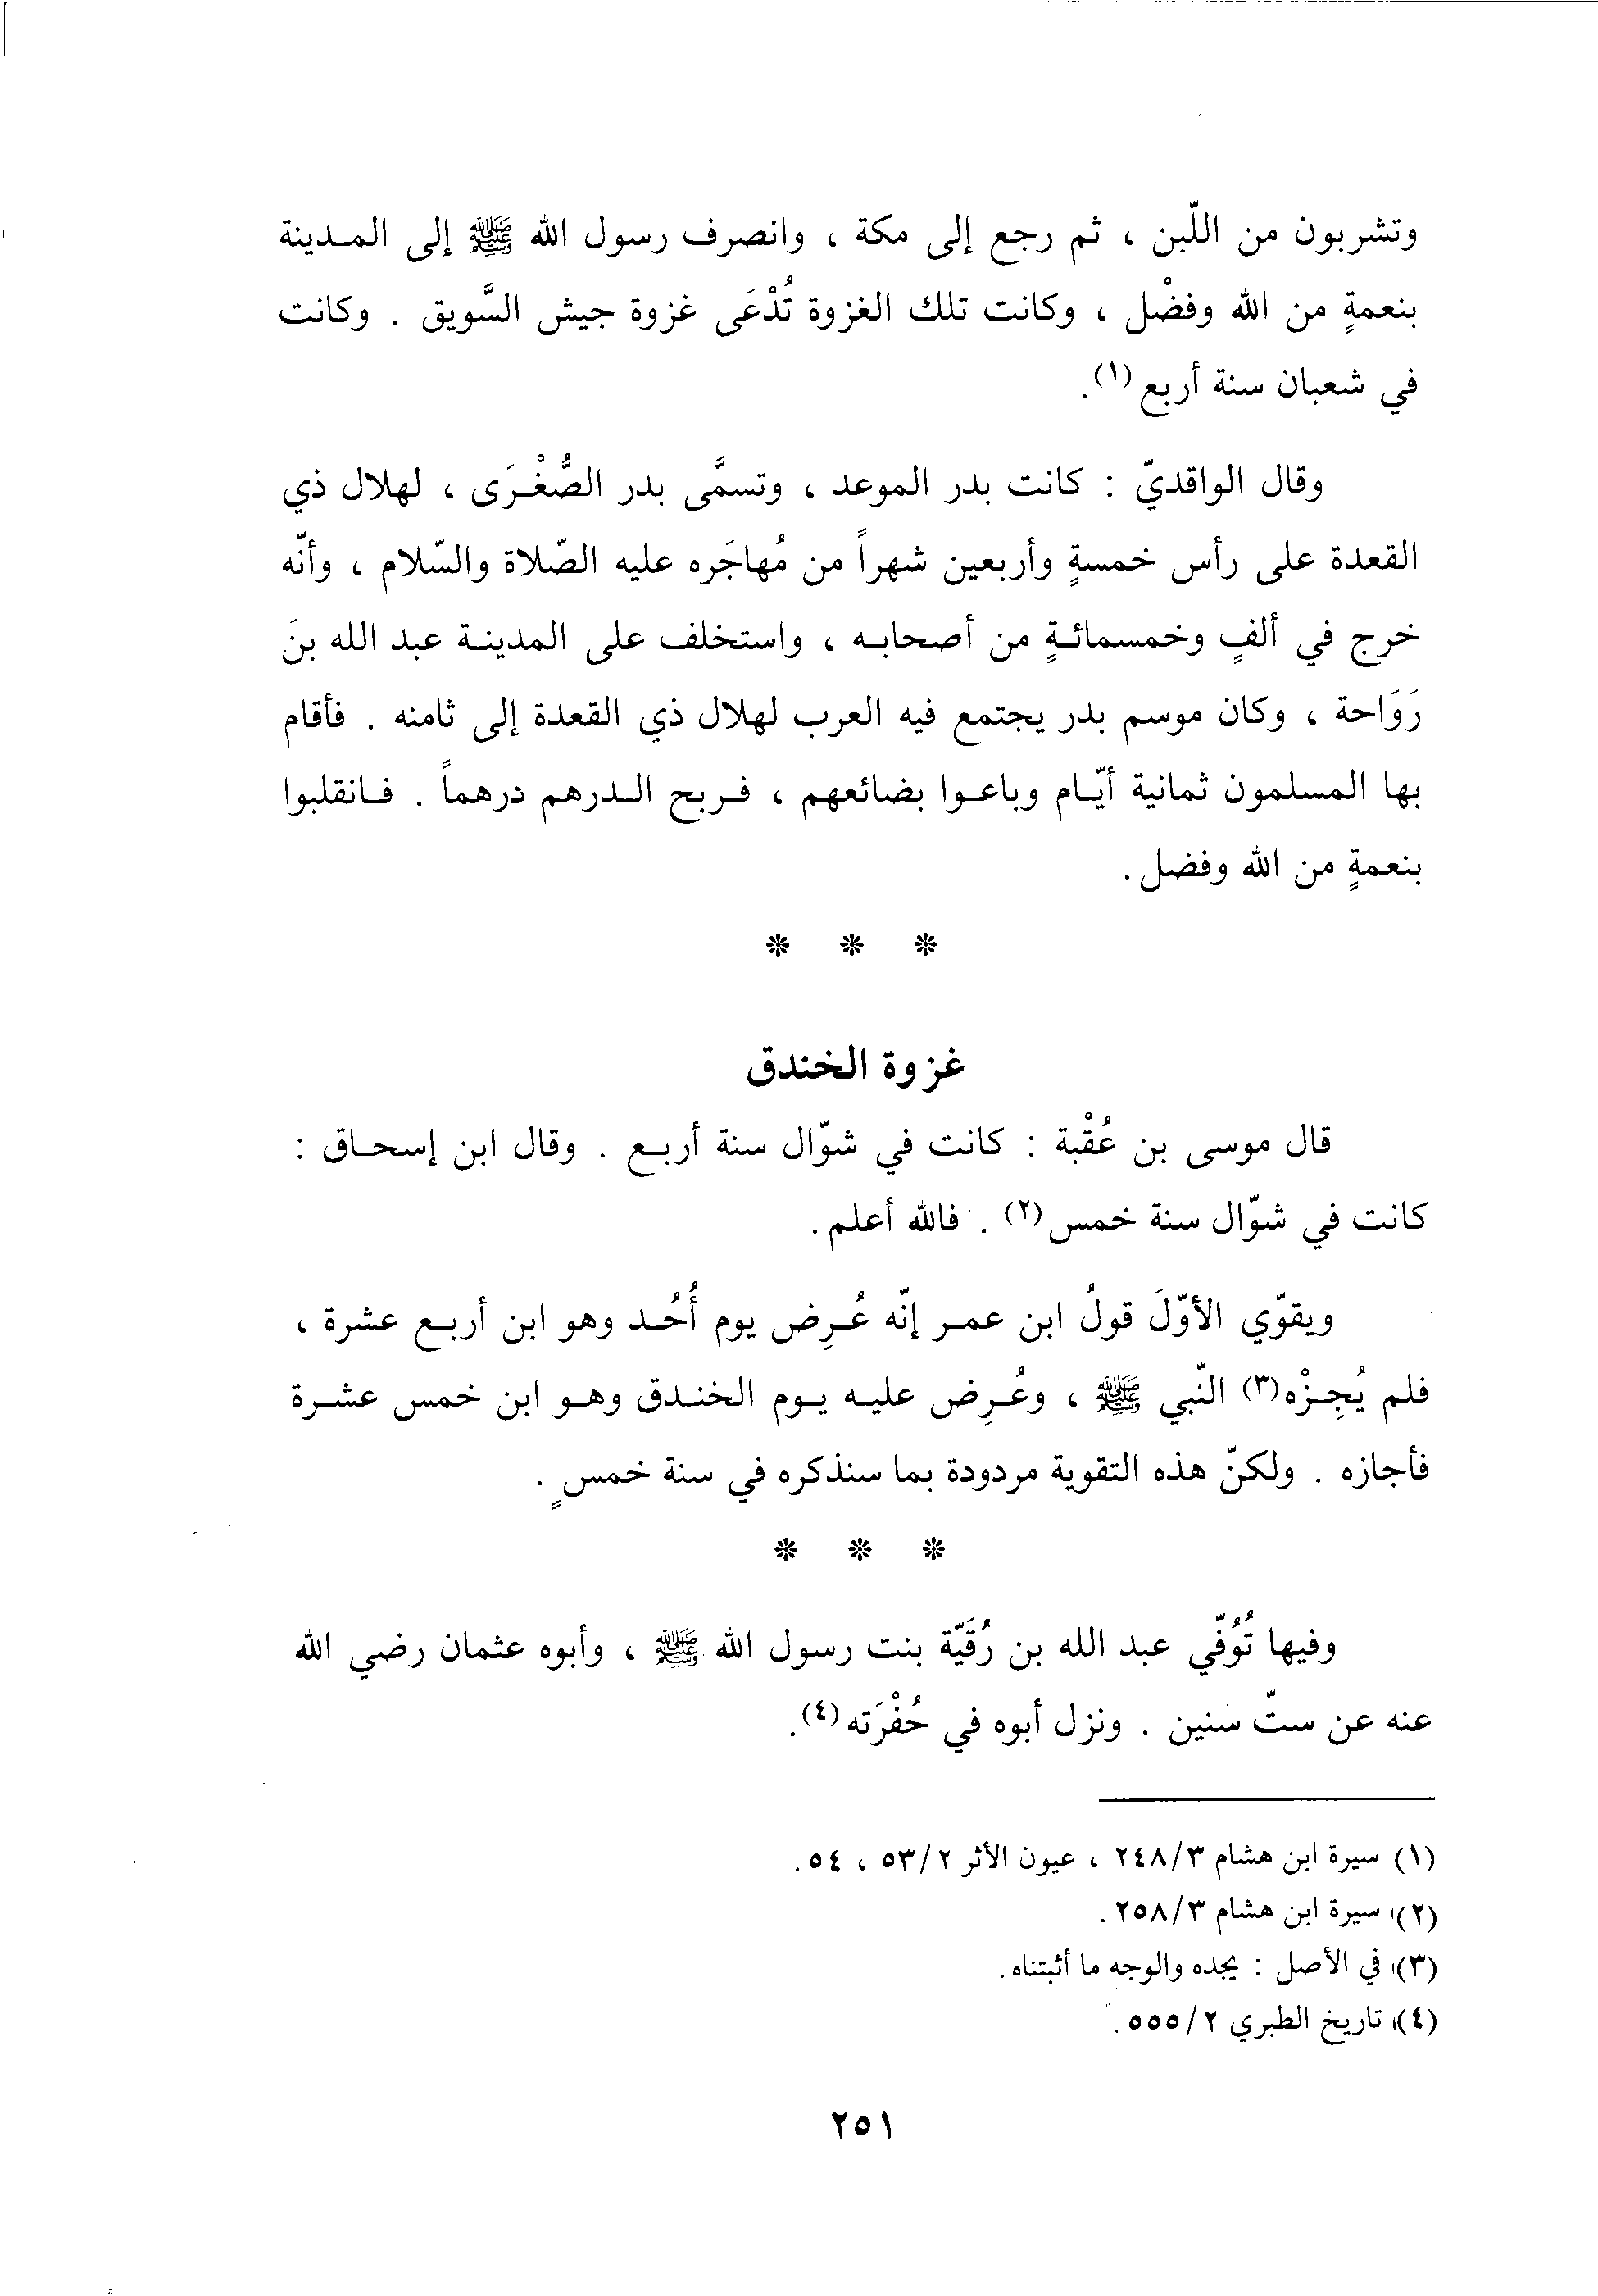 وتشربون من اللّبن ، ثم رجع إلى مكة ، وانصرف رسول الله ﷺ إلى المدينة
بنعمةٍ من الله وفضْل ، وكانت تلك الغزوة تُدْعَى غزوة جيش السَّويق . وكانت
في شعبان سنة أربع (١).
وقال الواقديّ : كانت بدر الموعد ، وتسمَّى بدر الصُّغْرَى ، لهلال ذي
القعدة على رأس خمسةٍ وأربعين شهراً من مُهاجَره عليه الصّلاة والسّلام ، وأنّه
خرج في ألفٍ وخمسمائةٍ من أصحابه ، واستخلف على المدينة عبد الله بنَ
رَوَاحة ، وكان موسم بدر يجتمع فيه العرب لهلال ذي القعدة إلى ثامنه . فأقام
بها المسلمون ثمانية أيّام وباعوا بضائعهم ، فربح الدرهم درهماً . فانقلبوا
بنعمةٍ من الله وفضل .
* * *
غزوة الخندق
قال موسى بن عُقْبة : كانت في شوّال سنة أربع . وقال ابن إسحاق :
كانت في شوّال سنة خمس (٢) . فالله أعلم .
ويقوّي الأوّلَ قولُ ابن عمر إنّه عُرِض يوم أُحُد وهو ابن أربع عشرة ،
فلم يُجِزْه (٣) النّبي ﷺ ، وعُرِض عليه يوم الخندق وهو ابن خمس عشرة
فأجازه . ولكنّ هذه التقوية مردودة بما سنذكره في سنة خمسٍ .
* * *
وفيها تُوُفّي عبد الله بن رُقَيّة بنت رسول الله ﷺ ، وأبوه عثمان رضي الله
عنه عن ستّ سنين . ونزل أبوه في حُفْرَته (٤).
(١) سيرة ابن هشام ٢٤٨/٣ ، عيون الأثر ٥٣/٢ ، ٥٤ .
(٢) سيرة ابن هشام ٢٥٨/٣ .
(٣) في الأصل : يجده والوجه ما أثبتناه .
(٤) تاريخ الطبري ٥٥٥/٢ .
٢٥١